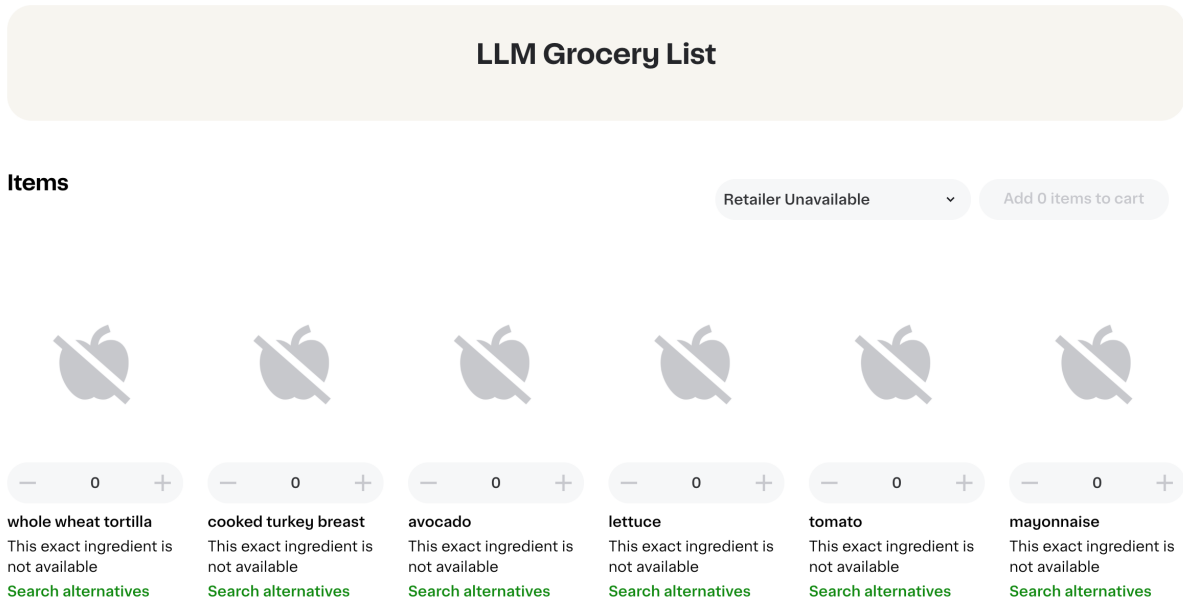 LLM Grocery List
Items
Retailer Unavailable
Add 0 items to cart
0
0
0
0
0
0
whole wheat tortilla
This exact ingredient is
not available
Search alternatives
cooked turkey breast
This exact ingredient is
not available
Search alternatives
avocado
This exact ingredient is
not available
Search alternatives
lettuce
This exact ingredient is
not available
Search alternatives
tomato
This exact ingredient is
not available
Search alternatives
mayonnaise
This exact ingredient is
not available
Search alternatives